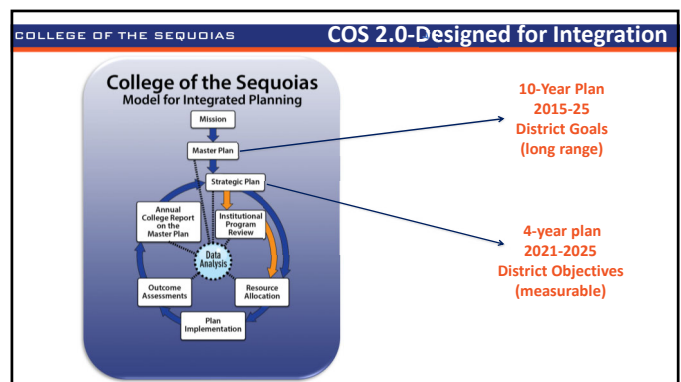 COLLEGE OF THE SEQUOIAS
COS 2.0-Designed for Integration
College of the Sequoias
Model for Integrated Planning
Mission
Master Plan
Strategic Plan
Annual
College Report
on the
Master Plan
Institutional
Program
Review
Data
Analysis
Outcome
Assessments
Resource
Allocation
Plan
Implementation
10-Year Plan
2015-25
District Goals
(long range)
4-year plan
2021-2025
District Objectives
(measurable)